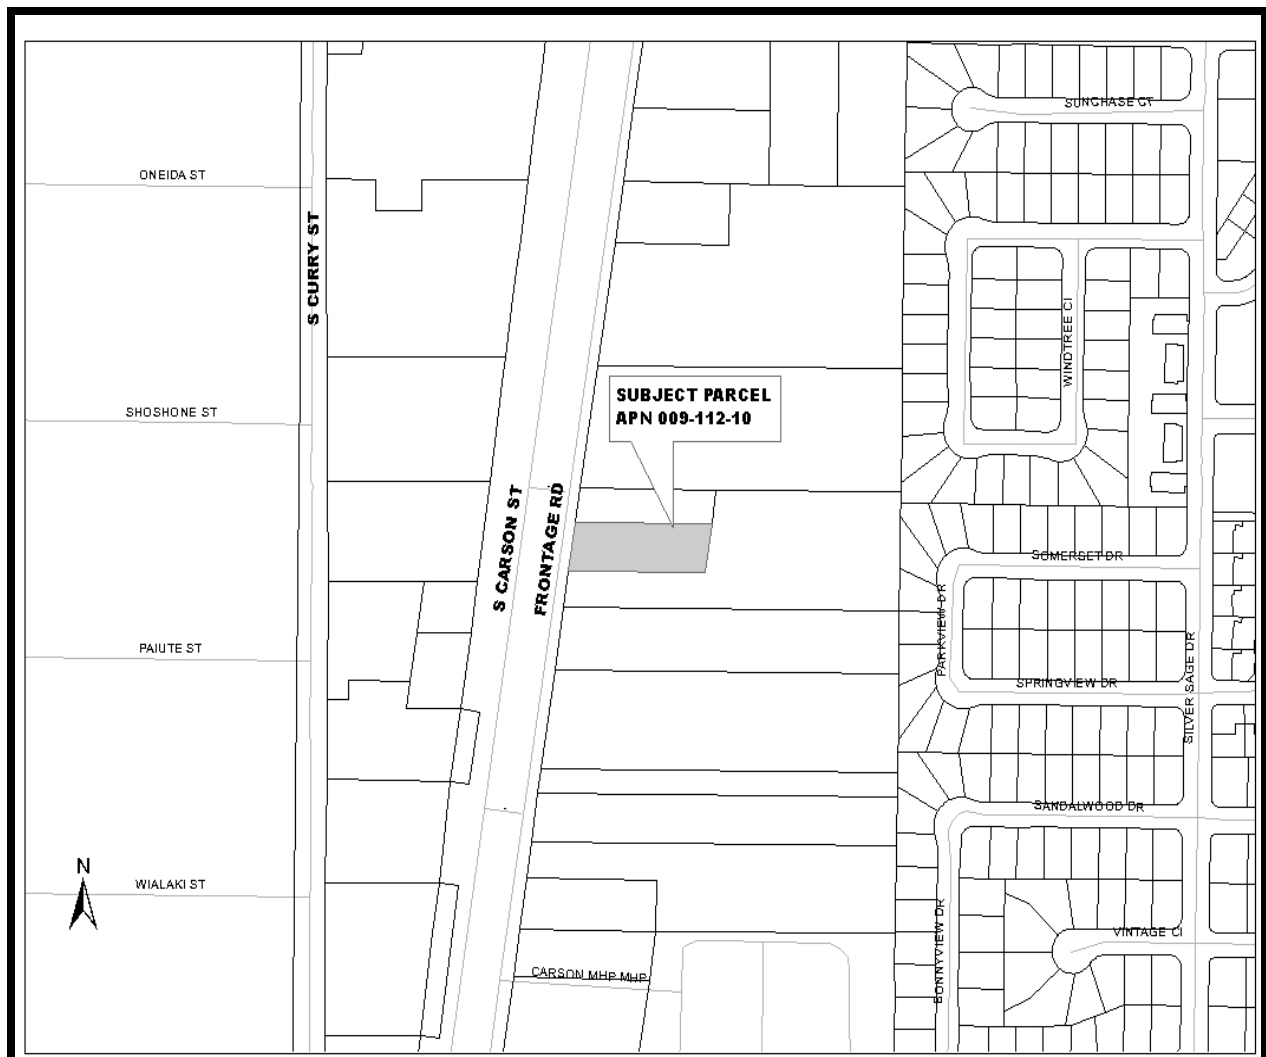 SUNCHASE CT
ONEIDA ST
S CURRY ST
WINDTREE CI
SUBJECT PARCEL
APN 009-112-10
SHOSHONE ST
S CARSON ST
FRONTAGE RD
SOMERSET DR
PARKVIEW DR
PAIUTE ST
SPRINGVIEW DR
SILVER SAGE DR
SANDALWOOD DR
N
WIALAKI ST
BONNYVIEW DR
VINTAGE CI
CARSON MHP MHP